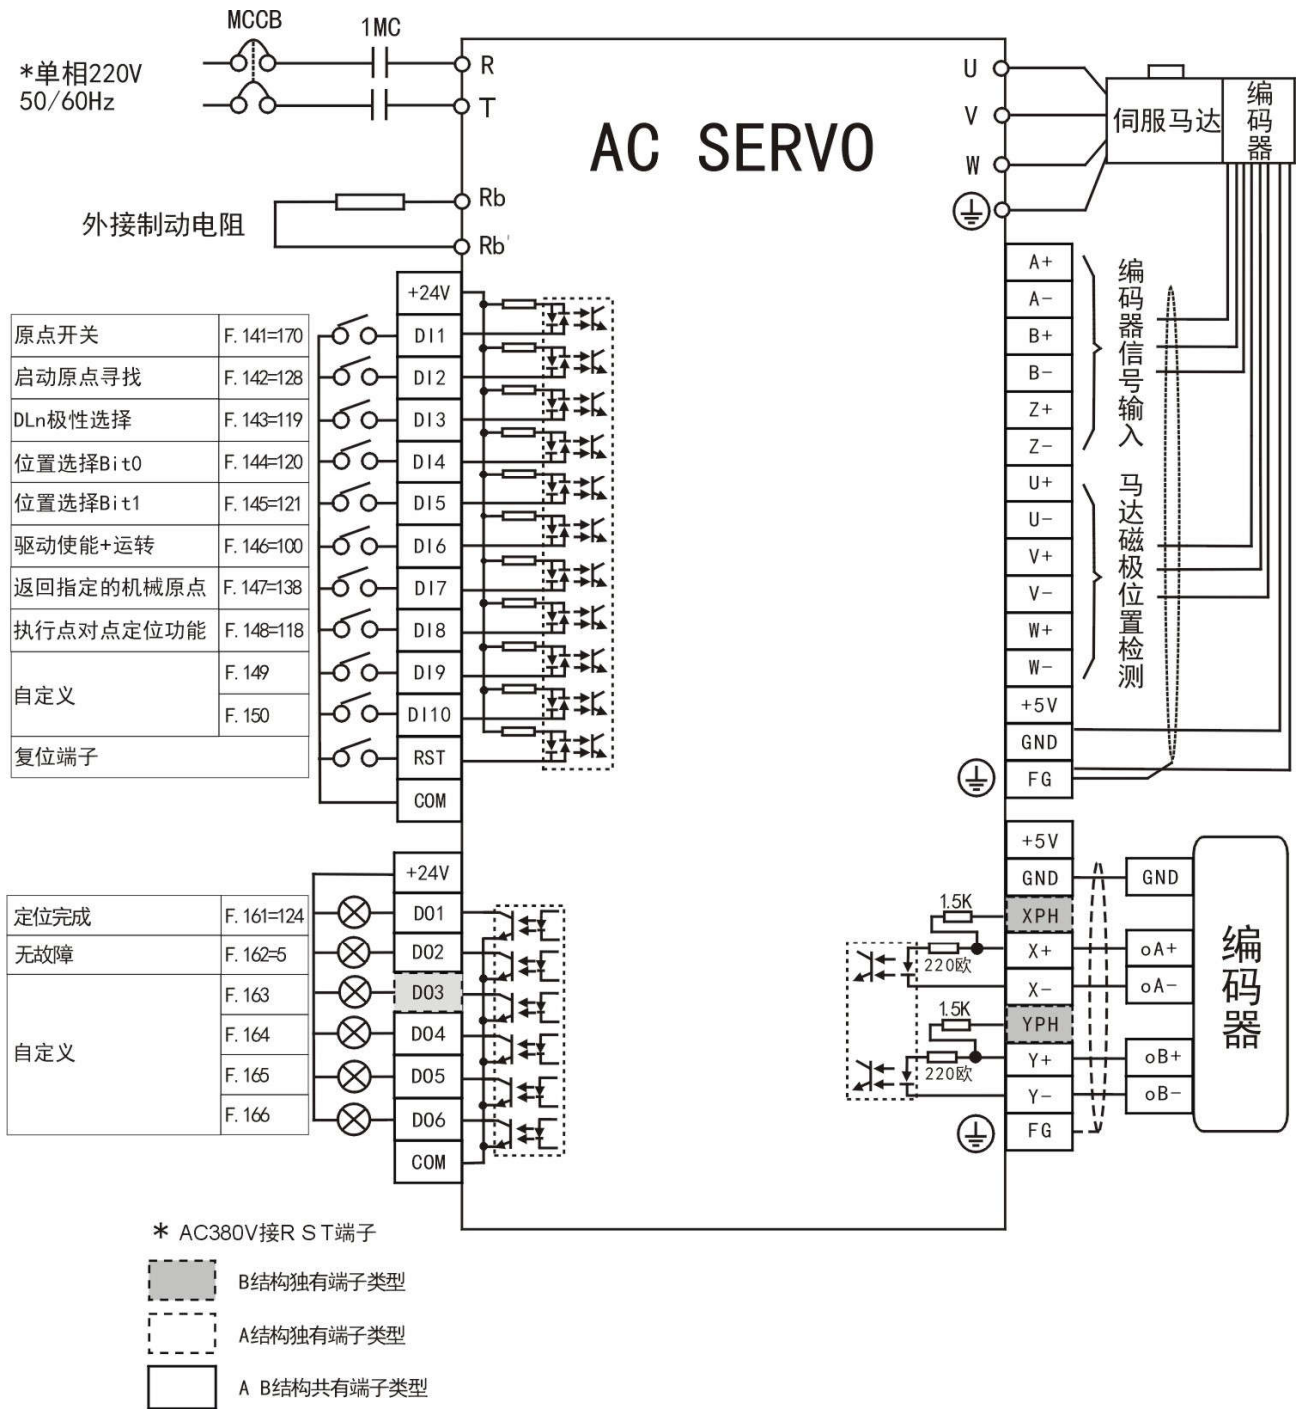 MCCB
1MC
*单相220V
50/60Hz
R
T
AC SERVO
外接制动电阻
Rb
Rb'
U
V
W
伺服马达
编码器
+24V
原点开关 F.141=170 DI1
启动原点寻找 F.142=128 DI2
DLn极性选择 F.143=119 DI3
位置选择Bit0 F.144=120 DI4
位置选择Bit1 F.145=121 DI5
驱动使能+运转 F.146=100 DI6
返回指定的机械原点 F.147=138 DI7
执行点对点定位功能 F.148=118 DI8
自定义
F.149 DI9
F.150 DI10
复位端子 RST
COM
A+
A-
B+
B-
Z+
Z-
编码器信号输入
U+
U-
V+
V-
W+
W-
马达磁极位置检测
+5V
GND
FG
+24V
定位完成 F.161=124 DO1
无故障 F.162=5 DO2
自定义
F.163 DO3
F.164 DO4
F.165 DO5
F.166 DO6
COM
+5V
GND GND
1.5K XPH
220欧 X+ oA+
X- oA-
1.5K YPH
220欧 Y+ oB+
Y- oB-
FG
编码器
* AC380V接R S T端子
B结构独有端子类型
A结构独有端子类型
A B结构共有端子类型